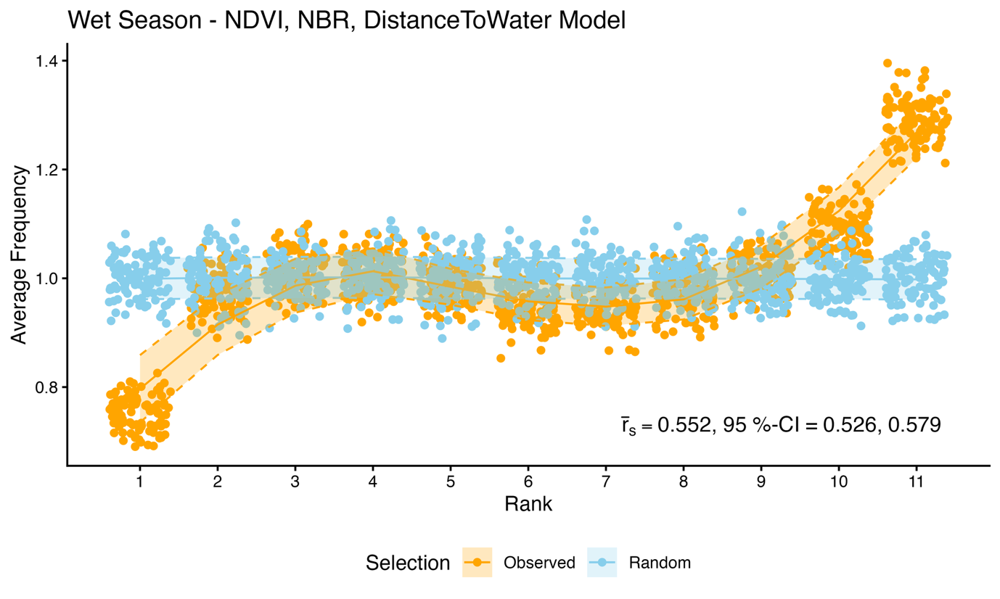 Wet Season - NDVI, NBR, DistanceToWater Model
Average Frequency
1.4
1.2
1.0
0.8
r̄s = 0.552, 95 %-CI = 0.526, 0.579
1 2 3 4 5 6 7 8 9 10 11
Rank
Selection Observed Random